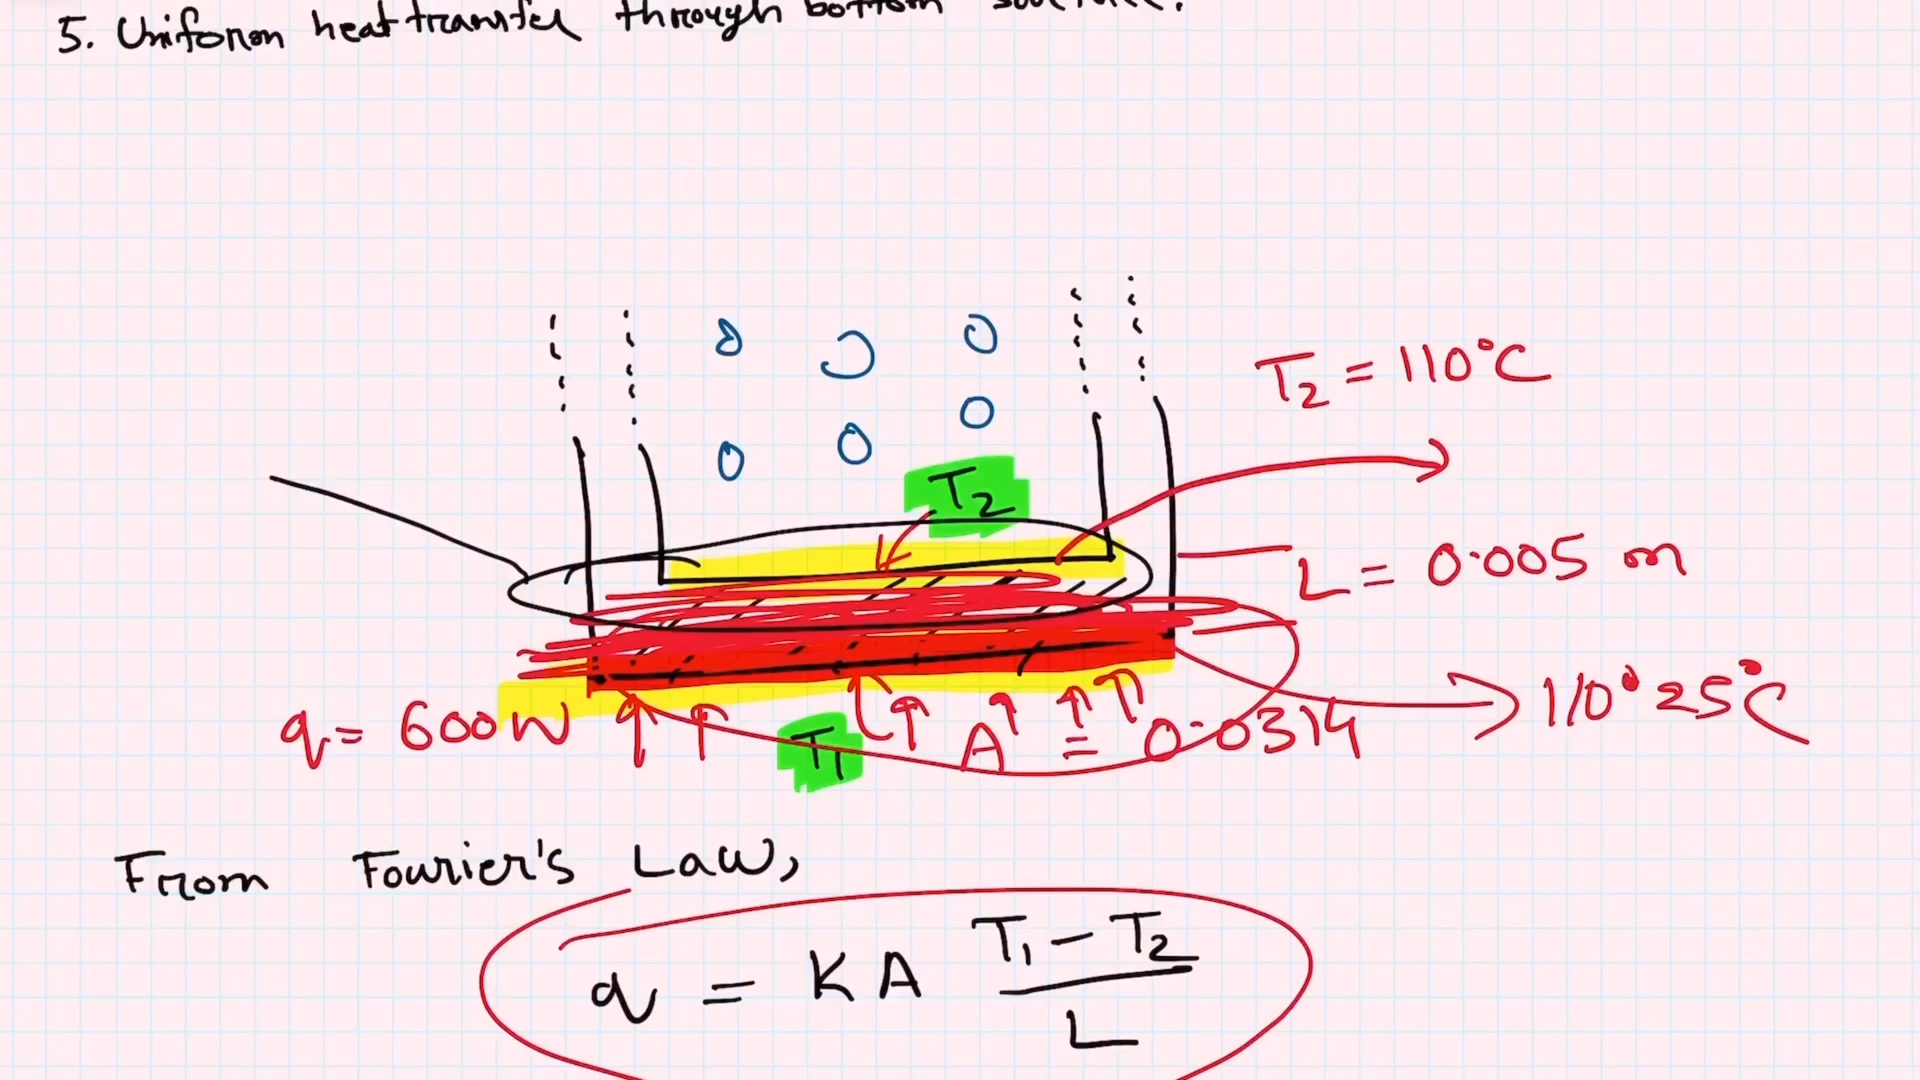 5. Uniform heat transfer through bottom
T₂ = 110°C
T₂
L = 0.005 m
q = 600W
A = 0.0314
110°25°C
T₁
From Fourier's Law,
q = KA (T₁ - T₂)/L